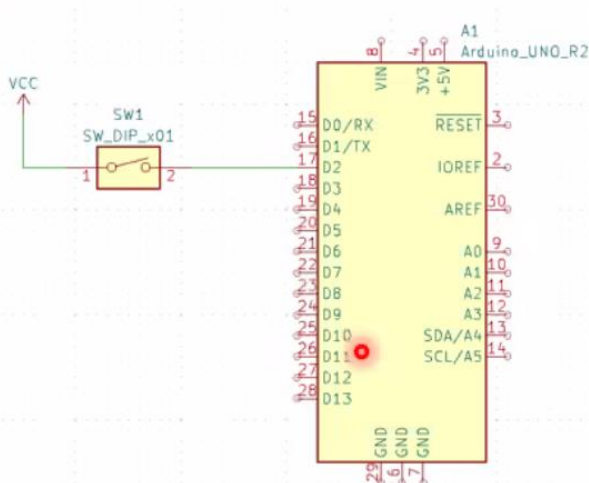 VCC
SW1
SW_DIP_x01
1
2
A1
Arduino_UNO_R2
8
VIN
4
3V3
5
+5V
15 D0/RX
16 D1/TX
17 D2
18 D3
19 D4
20 D5
21 D6
22 D7
23 D8
24 D9
25 D10
26 D11
27 D12
28 D13
RESET 3
IOREF 2
AREF 30
A0 9
A1 10
A2 11
A3 12
SDA/A4 13
SCL/A5 14
GND
29
GND
6
GND
7